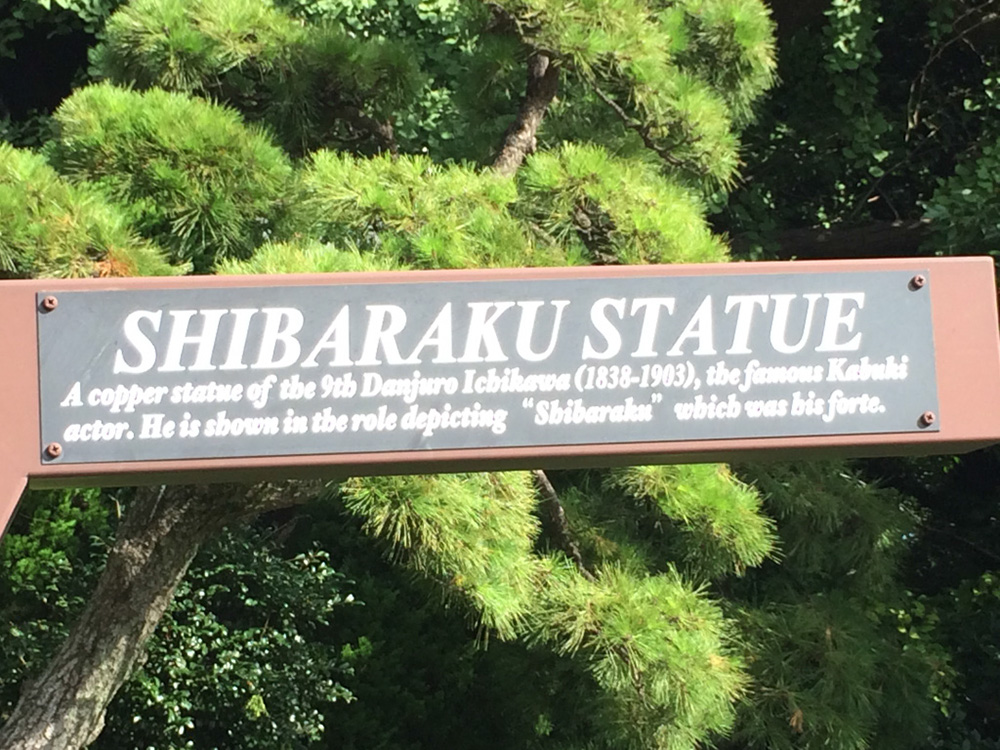 SHIBARAKU STATUE
A copper statue of the 9th Danjuro Ichikawa (1838-1903), the famous Kabuki
actor. He is shown in the role depicting “Shibaraku” which was his forte.